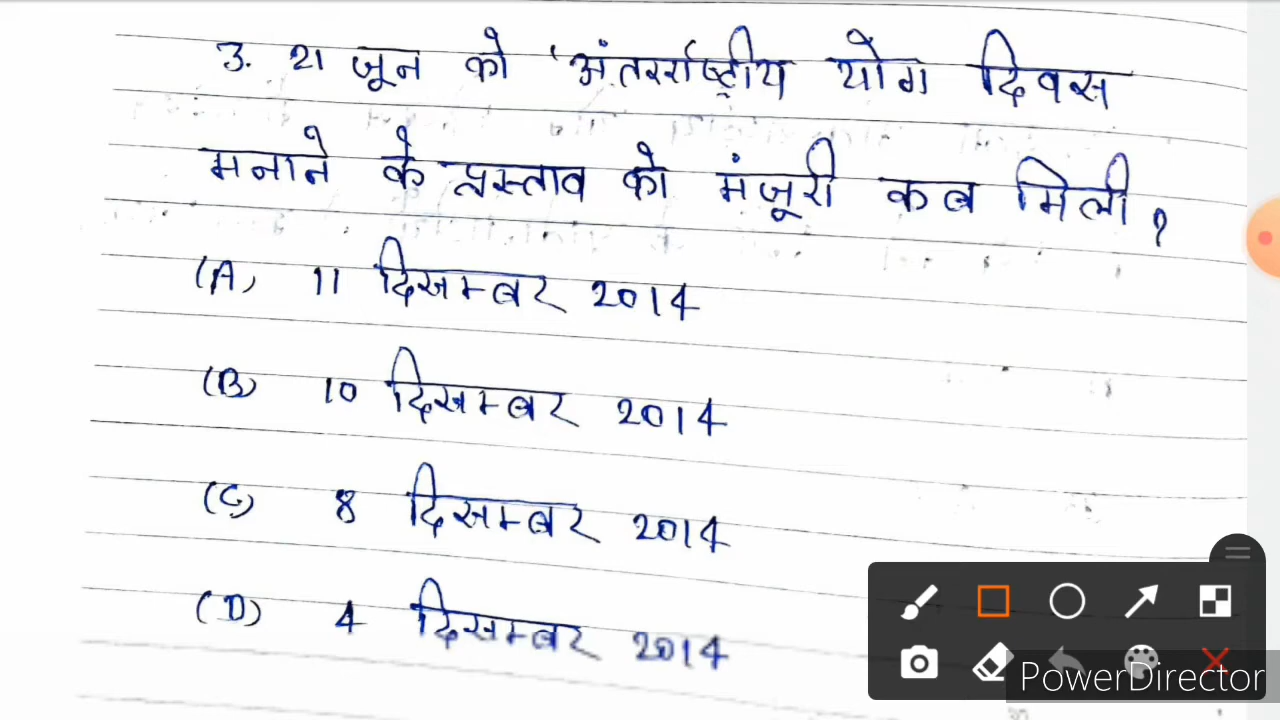 3. 21 जून को 'अंतरर्राष्ट्रीय योग दिवस
मनाने के प्रस्ताव को मंजूरी कब मिली ?
(A) 11 दिसम्बर 2014
(B) 10 दिसम्बर 2014
(C) 8 दिसम्बर 2014
(D) 4 दिसम्बर 2014
PowerDirector